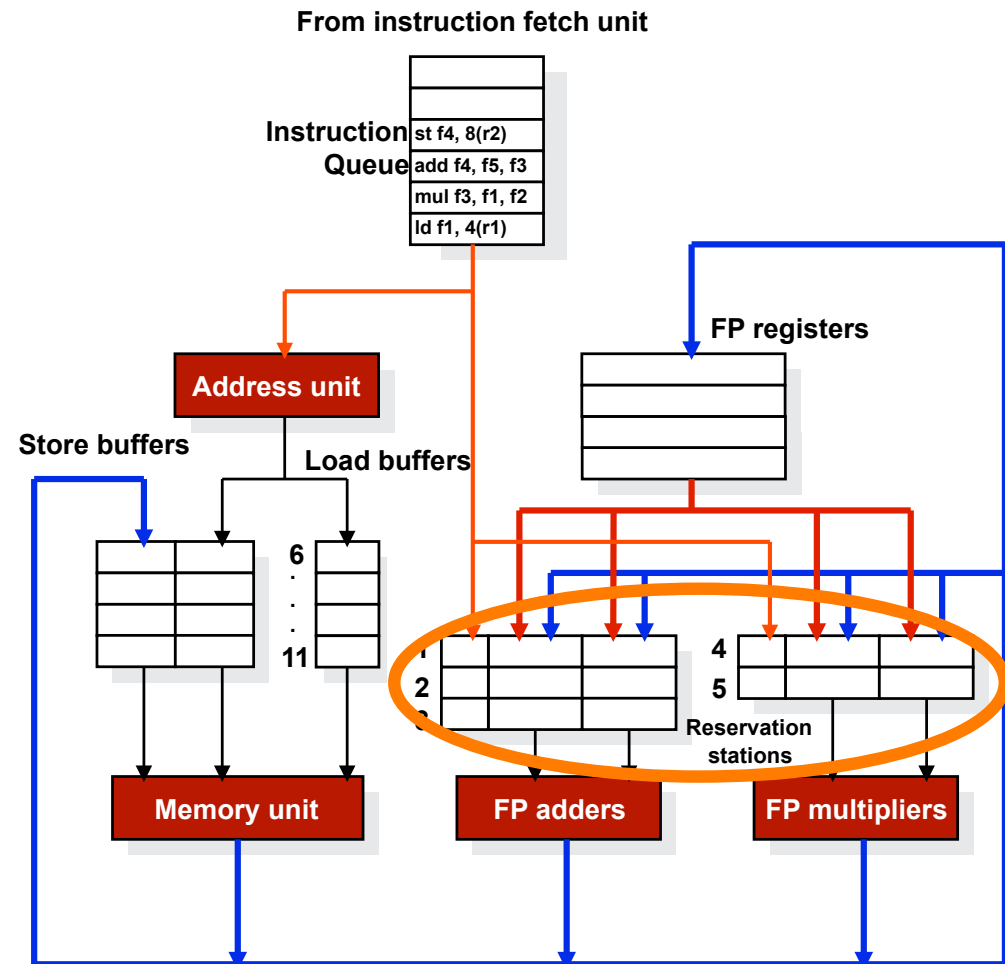 From instruction fetch unit
Instruction
Queue
st f4, 8(r2)
add f4, f5, f3
mul f3, f1, f2
ld f1, 4(r1)
FP registers
Address unit
Store buffers
Load buffers
6
.
.
.
11
1
2
3
4
5
Reservation
stations
Memory unit
FP adders
FP multipliers